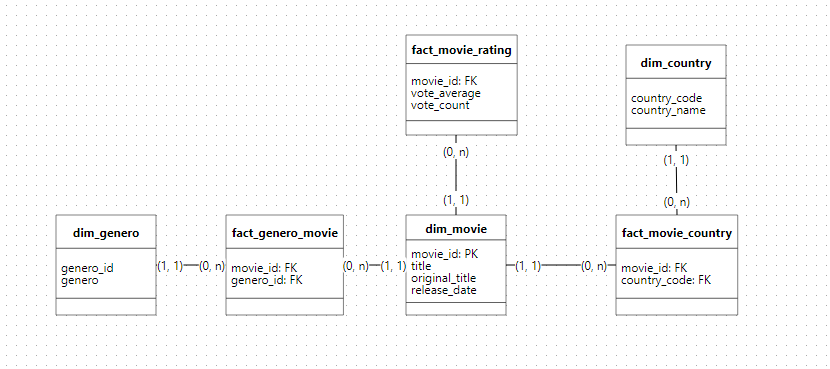 fact_movie_rating
movie_id: FK
vote_average
vote_count
dim_country
country_code
country_name
(0, n)
(1, 1)
(1, 1)
(0, n)
dim_genero
genero_id
genero
(1, 1)
(0, n)
fact_genero_movie
movie_id: FK
genero_id: FK
(0, n)
(1, 1)
dim_movie
movie_id: PK
title
original_title
release_date
(1, 1)
(0, n)
fact_movie_country
movie_id: FK
country_code: FK